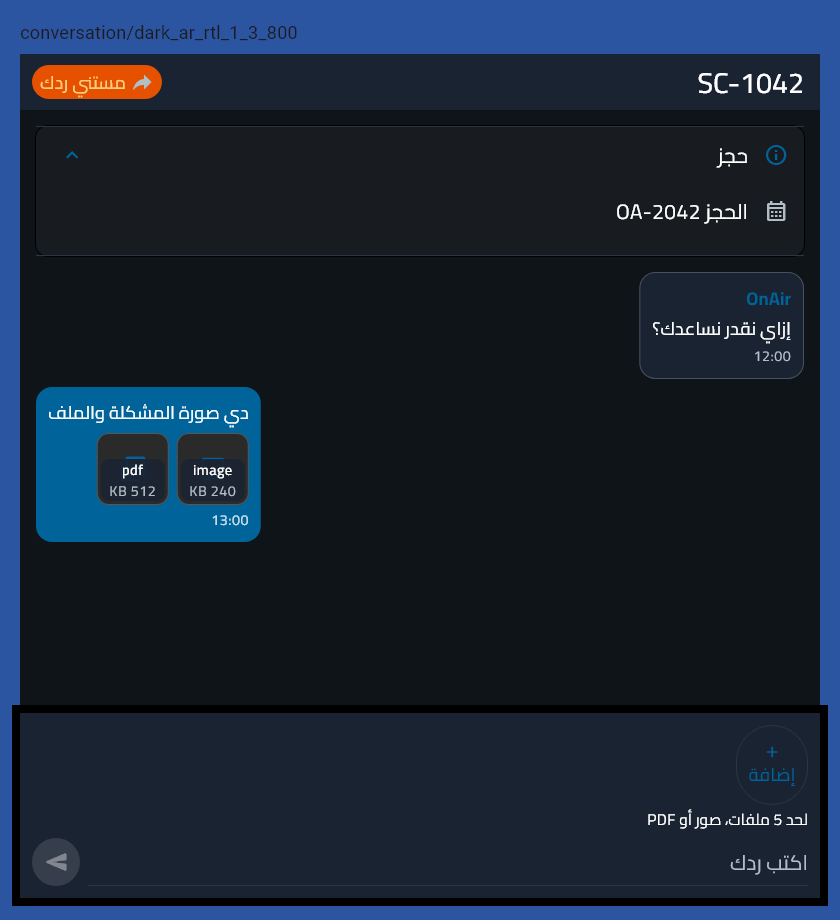 conversation/dark_ar_rtl_1_3_800
SC-1042
مستني ردك
حجز
الحجز OA-2042
OnAir
إزاي نقدر نساعدك؟
12:00
دي صورة المشكلة والملف
image
pdf
240 KB
512 KB
13:00
+
إضافة
لحد 5 ملفات، صور أو PDF
اكتب ردك